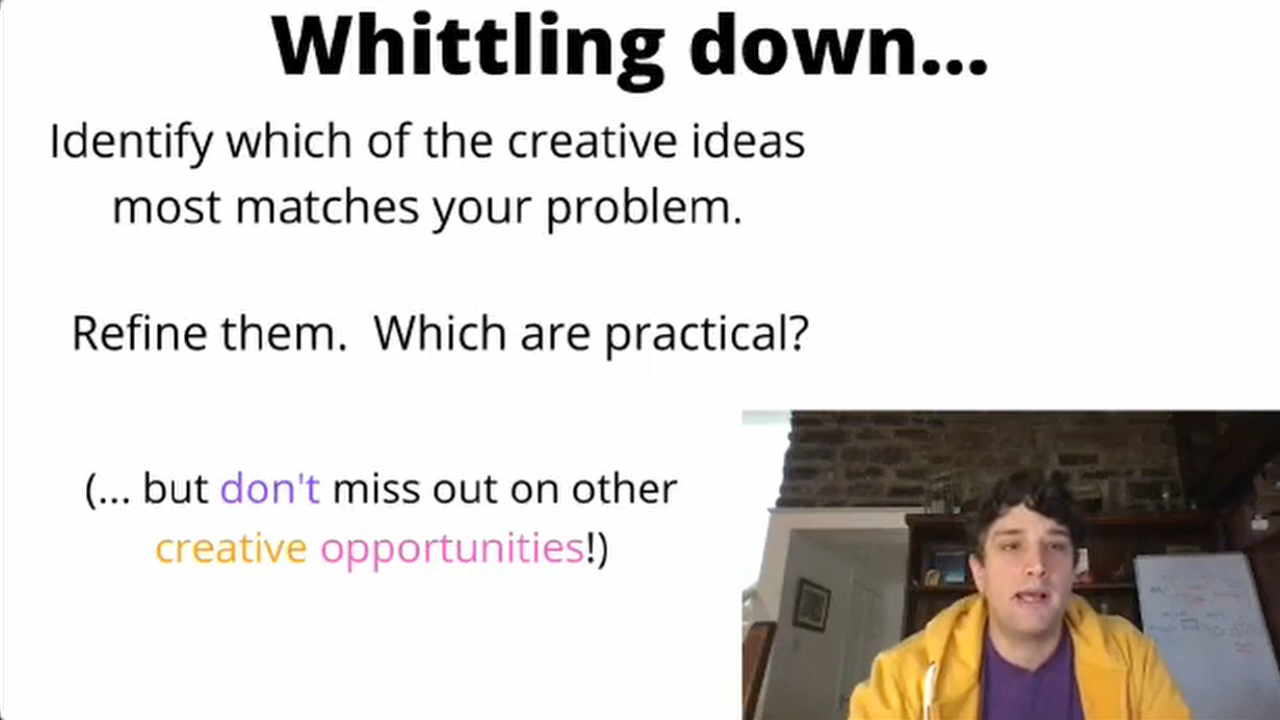 Whittling down...
Identify which of the creative ideas
most matches your problem.
Refine them.  Which are practical?
(... but don't miss out on other
creative opportunities!)